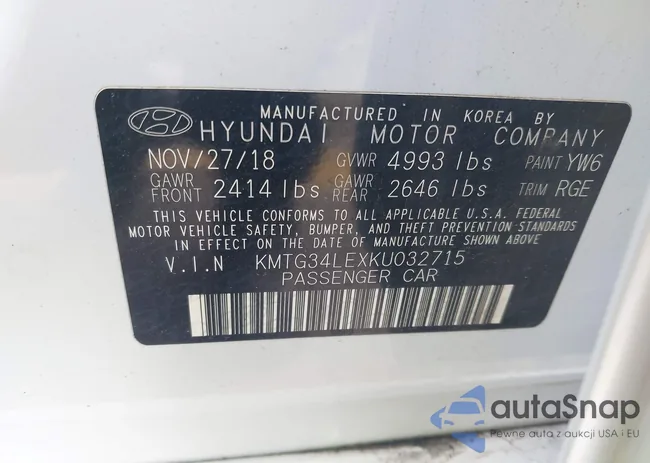 MANUFACTURED IN KOREA BY
HYUNDAI MOTOR COMPANY
NOV/27/18 GVWR 4993 lbs PAINT YW6
GAWR FRONT 2414 lbs GAWR REAR 2646 lbs TRIM RGE
THIS VEHICLE CONFORMS TO ALL APPLICABLE U.S.A. FEDERAL
MOTOR VEHICLE SAFETY, BUMPER, AND THEFT PREVENTION STANDARDS
IN EFFECT ON THE DATE OF MANUFACTURE SHOWN ABOVE
V.I.N KMTG34LEXKU032715
PASSENGER CAR
autaSnap
Pewne auta z aukcji USA i EU